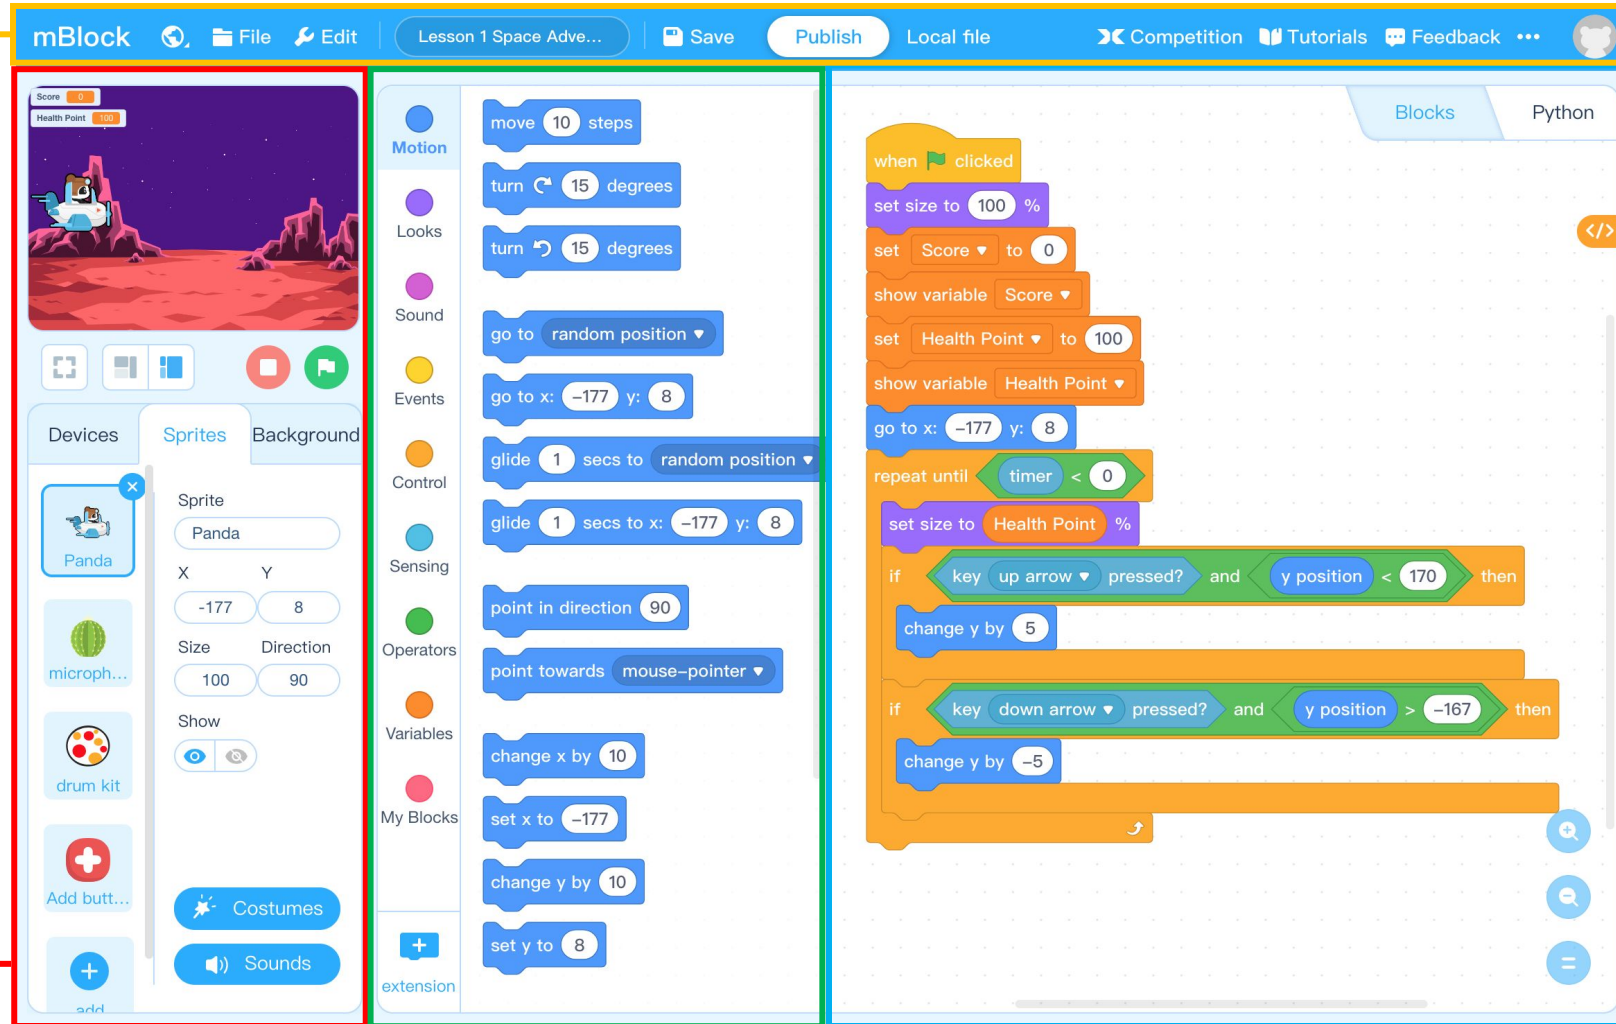 mBlock File Edit Lesson 1 Space Adve... Save Publish Local file Competition Tutorials Feedback
Score 0
Health Point 100
Devices Sprites Background
Panda
microph...
drum kit
Add butt...
add
Sprite
Panda
X Y
-177 8
Size Direction
100 90
Show
Costumes
Sounds
Motion
Looks
Sound
Events
Control
Sensing
Operators
Variables
My Blocks
extension
move 10 steps
turn 15 degrees
turn 15 degrees
go to random position
go to x: -177 y: 8
glide 1 secs to random position
glide 1 secs to x: -177 y: 8
point in direction 90
point towards mouse-pointer
change x by 10
set x to -177
change y by 10
set y to 8
Blocks Python
</>
when clicked
set size to 100 %
set Score to 0
show variable Score
set Health Point to 100
show variable Health Point
go to x: -177 y: 8
repeat until timer < 0
set size to Health Point %
if key up arrow pressed? and y position < 170 then
change y by 5
if key down arrow pressed? and y position > -167 then
change y by -5